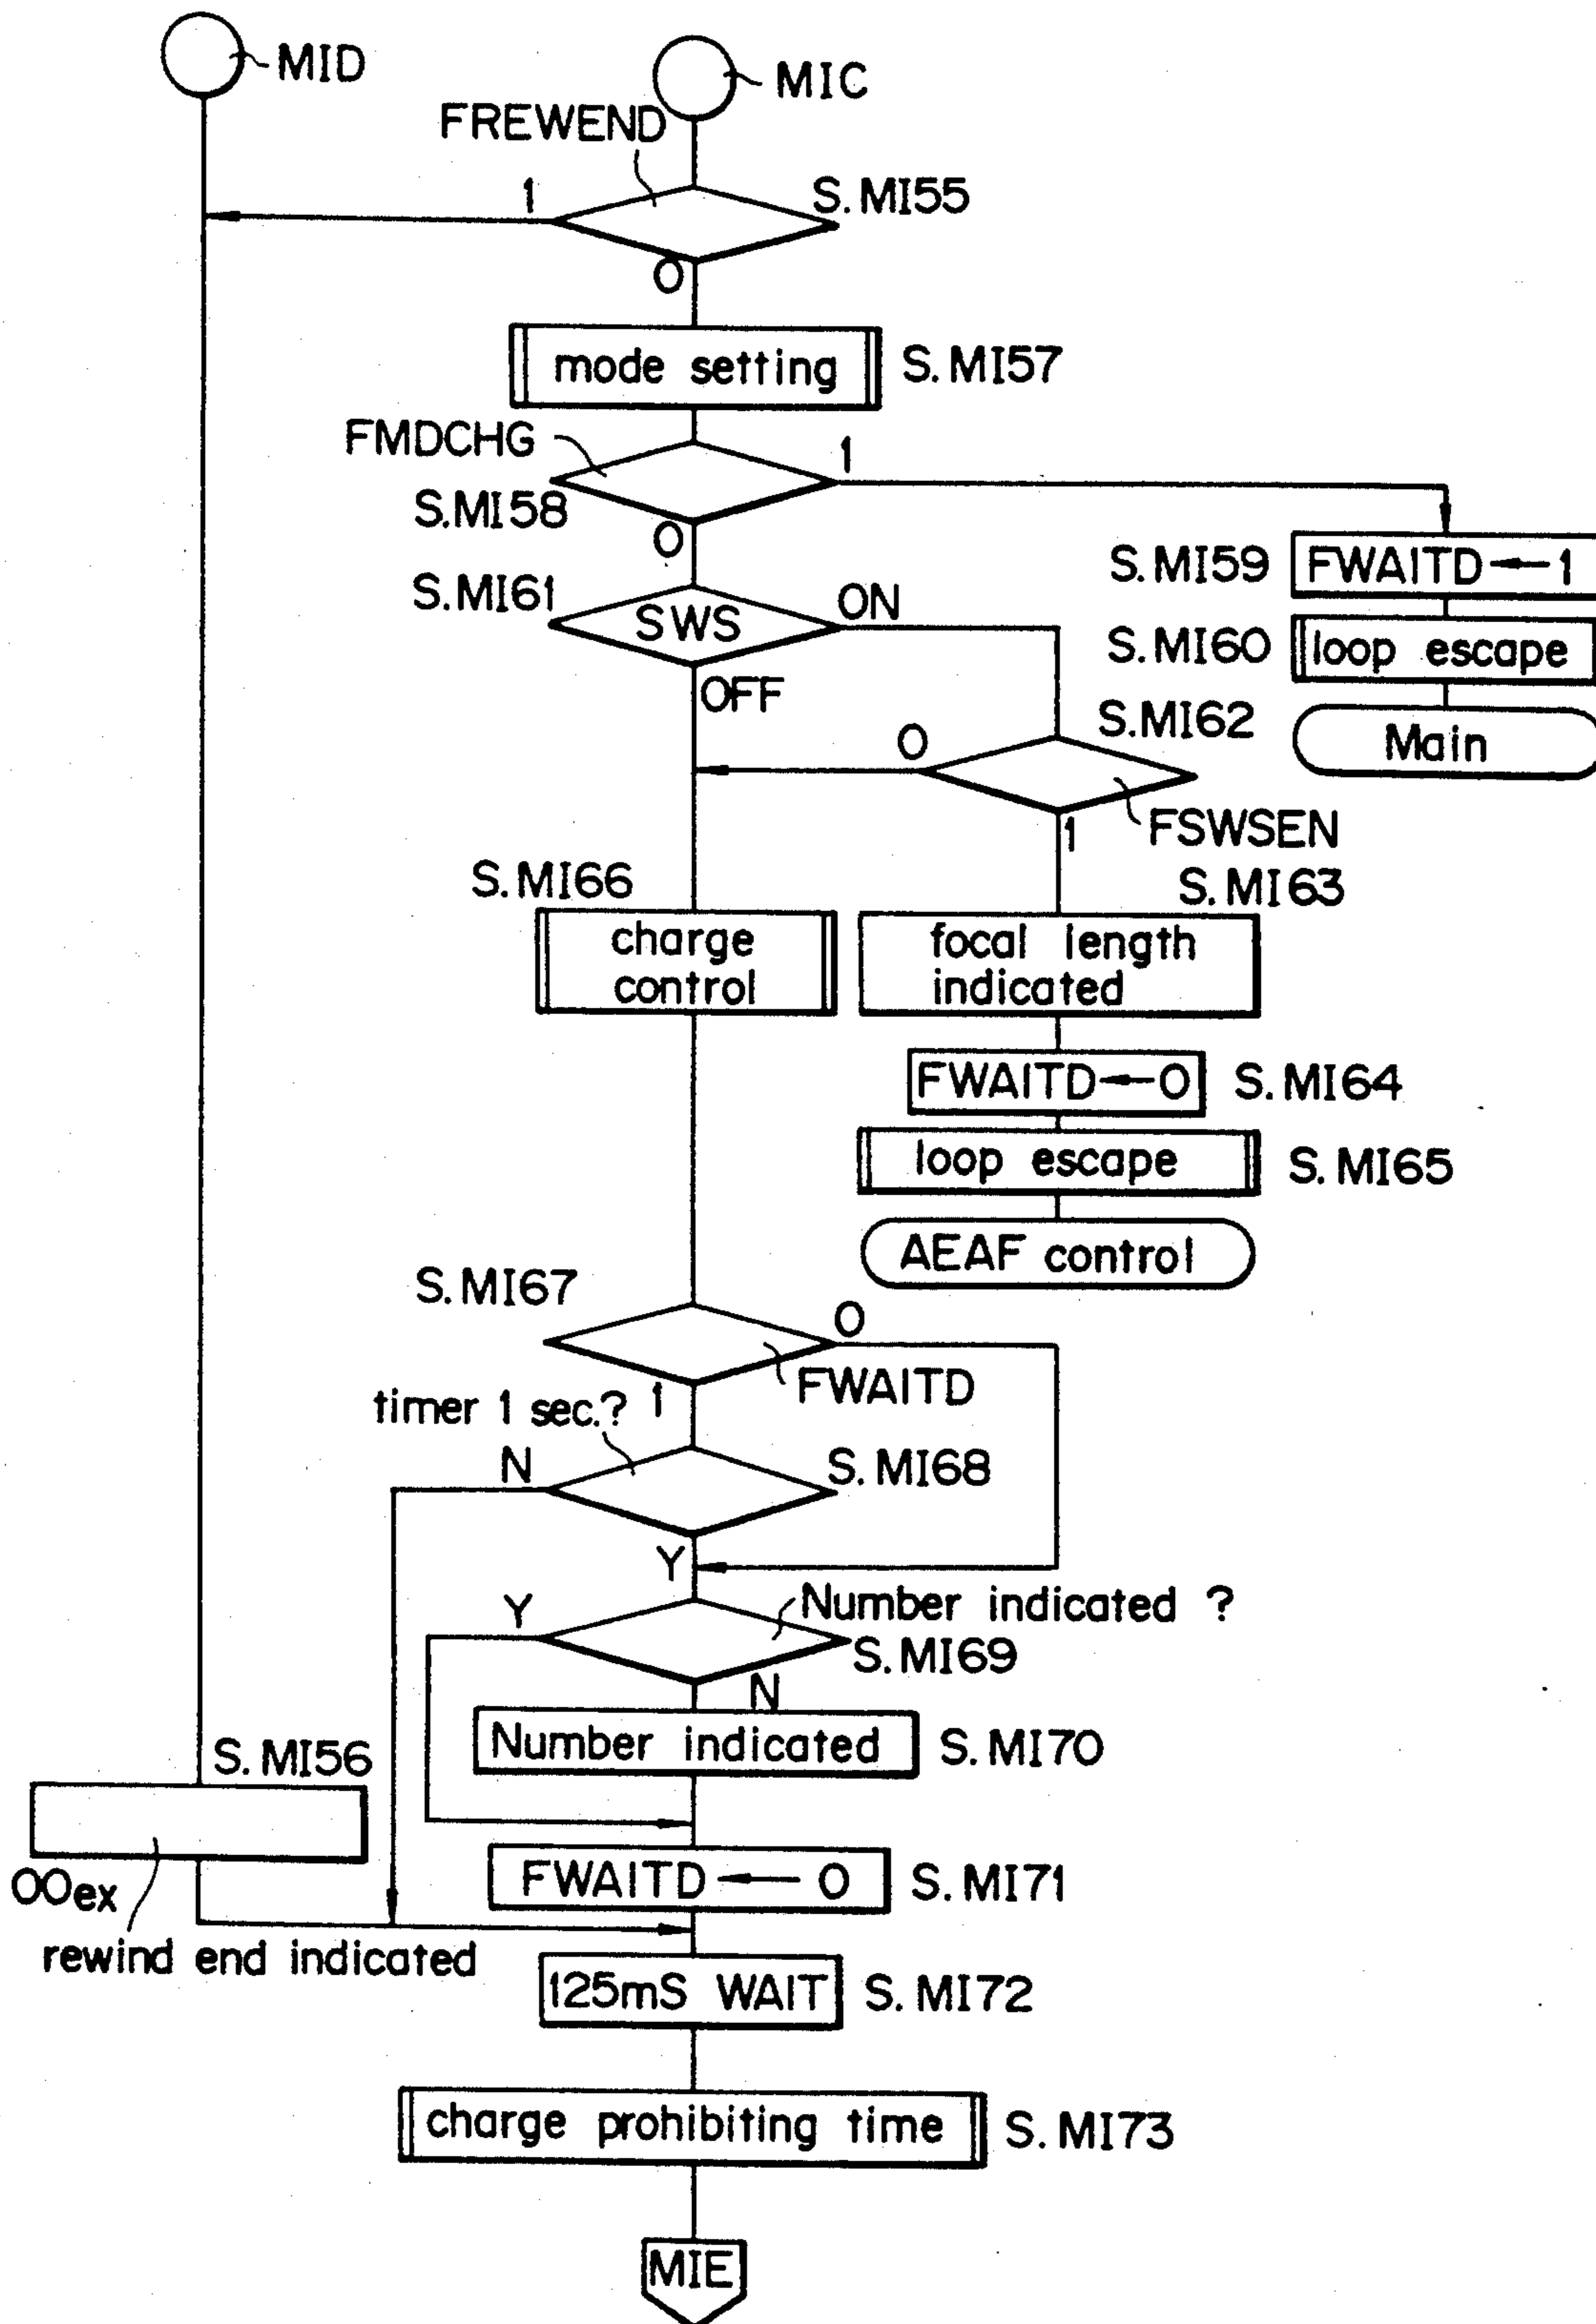 MID
MIC
FREWEND
1
S.MI55
0
mode setting
S.MI57
FMDCHG
1
S.MI58
0
S.MI59
FWAITD ← 1
S.MI61
SWS
ON
S.MI60
loop escape
OFF
S.MI62
Main
0
FSWSEN
1
S.MI66
S.MI63
charge
control
focal length
indicated
FWAITD ← 0
S.MI64
loop escape
S.MI65
AEAF control
S.MI67
0
FWAITD
timer 1 sec.?
1
N
S.MI68
Y
Y
Number indicated ?
S.MI69
N
Number indicated
S.MI70
S.MI56
00ex
FWAITD ← 0
S.MI71
rewind end indicated
125mS WAIT
S.MI72
charge prohibiting time
S.MI73
MIE